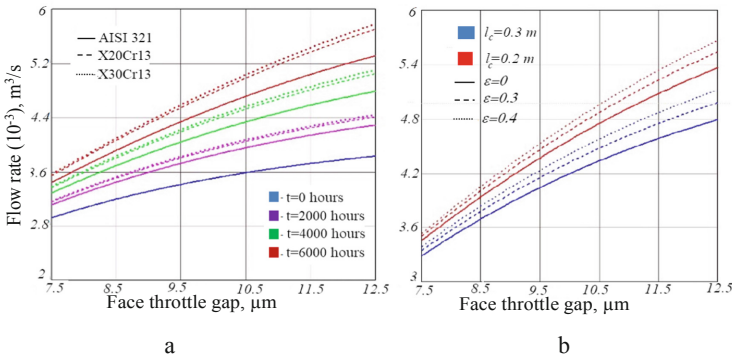 Flow rate (10⁻³), m³/s
6
5.2
4.4
3.6
2.8
2
AISI 321
X20Cr13
X30Cr13
- t=0 hours
- t=2000 hours
- t=4000 hours
- t=6000 hours
7.5 8.5 9.5 10.5 11.5 12.5
Face throttle gap, μm
a
6
5.4
4.8
4.2
3.6
3
l_c=0.3 m
l_c=0.2 m
ε=0
ε=0.3
ε=0.4
7.5 8.5 9.5 10.5 11.5 12.5
Face throttle gap, μm
b